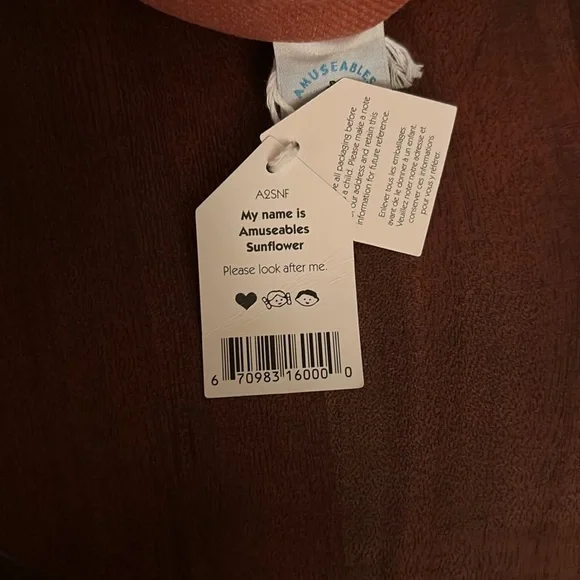 AMUSEABLES
all packaging before
a child. Please make a note
our address and retain this
information for future reference.
Enlever tous les emballages
avant de le donner à un enfant.
Veuillez noter notre adresse et
conserver ces informations
pour vous y référer.
A2SNF
My name is
Amuseables
Sunflower
Please look after me.
6 70983 16000 0